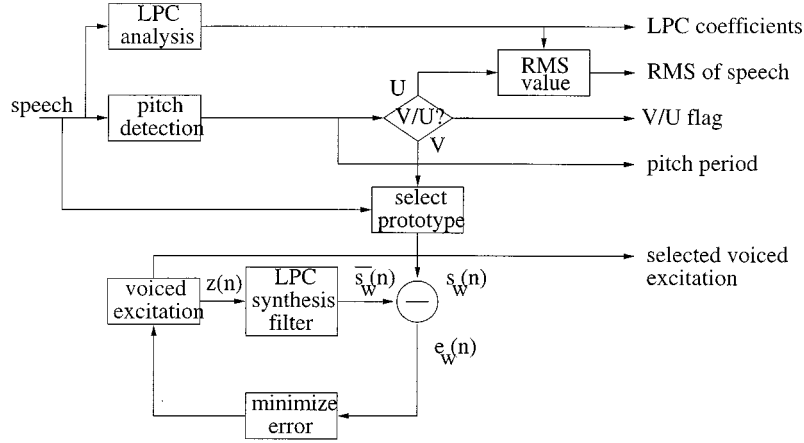 LPC
analysis
LPC coefficients
RMS
value
RMS of speech
U
speech
pitch
detection
V/U?
V/U flag
V
pitch period
select
prototype
selected voiced
excitation
voiced
excitation
z(n)
LPC
synthesis
filter
s̅w(n)
sw(n)
ew(n)
minimize
error